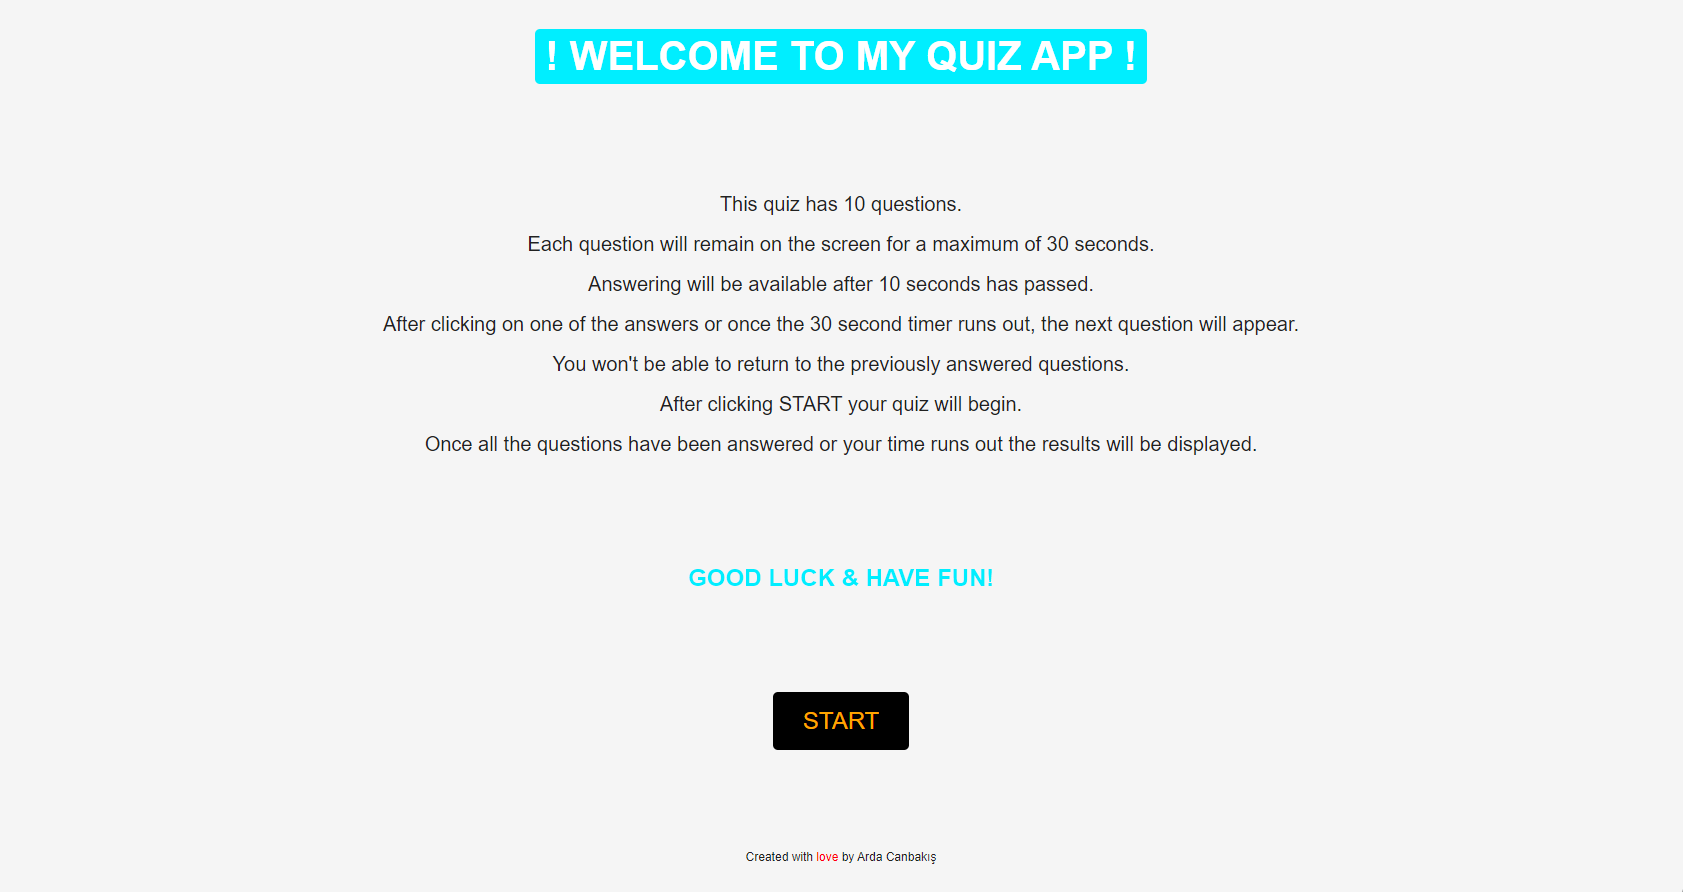 ! WELCOME TO MY QUIZ APP !
This quiz has 10 questions.
Each question will remain on the screen for a maximum of 30 seconds.
Answering will be available after 10 seconds has passed.
After clicking on one of the answers or once the 30 second timer runs out, the next question will appear.
You won't be able to return to the previously answered questions.
After clicking START your quiz will begin.
Once all the questions have been answered or your time runs out the results will be displayed.
GOOD LUCK & HAVE FUN!
START
Created with love by Arda Canbakış